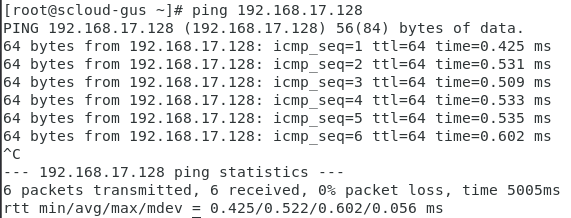 [root@scloud-gus ~]# ping 192.168.17.128
PING 192.168.17.128 (192.168.17.128) 56(84) bytes of data.
64 bytes from 192.168.17.128: icmp_seq=1 ttl=64 time=0.425 ms
64 bytes from 192.168.17.128: icmp_seq=2 ttl=64 time=0.531 ms
64 bytes from 192.168.17.128: icmp_seq=3 ttl=64 time=0.509 ms
64 bytes from 192.168.17.128: icmp_seq=4 ttl=64 time=0.533 ms
64 bytes from 192.168.17.128: icmp_seq=5 ttl=64 time=0.535 ms
64 bytes from 192.168.17.128: icmp_seq=6 ttl=64 time=0.602 ms
^C
--- 192.168.17.128 ping statistics ---
6 packets transmitted, 6 received, 0% packet loss, time 5005ms
rtt min/avg/max/mdev = 0.425/0.522/0.602/0.056 ms